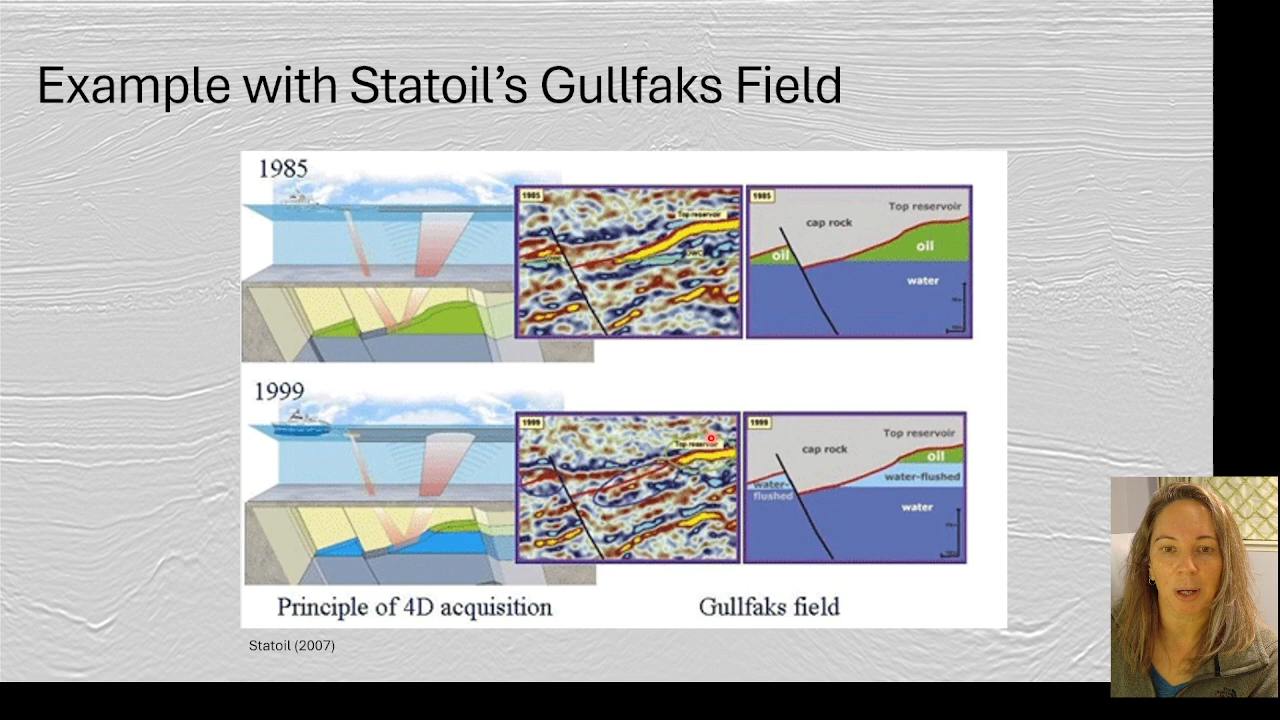 Example with Statoil's Gullfaks Field
1985
1985
Top reservoir
OWC
1985
Top reservoir
cap rock
oil
oil
water
1999
1999
Top reservoir
1999
Top reservoir
cap rock
oil
water-flushed
water-
flushed
water
Principle of 4D acquisition
Gullfaks field
Statoil (2007)